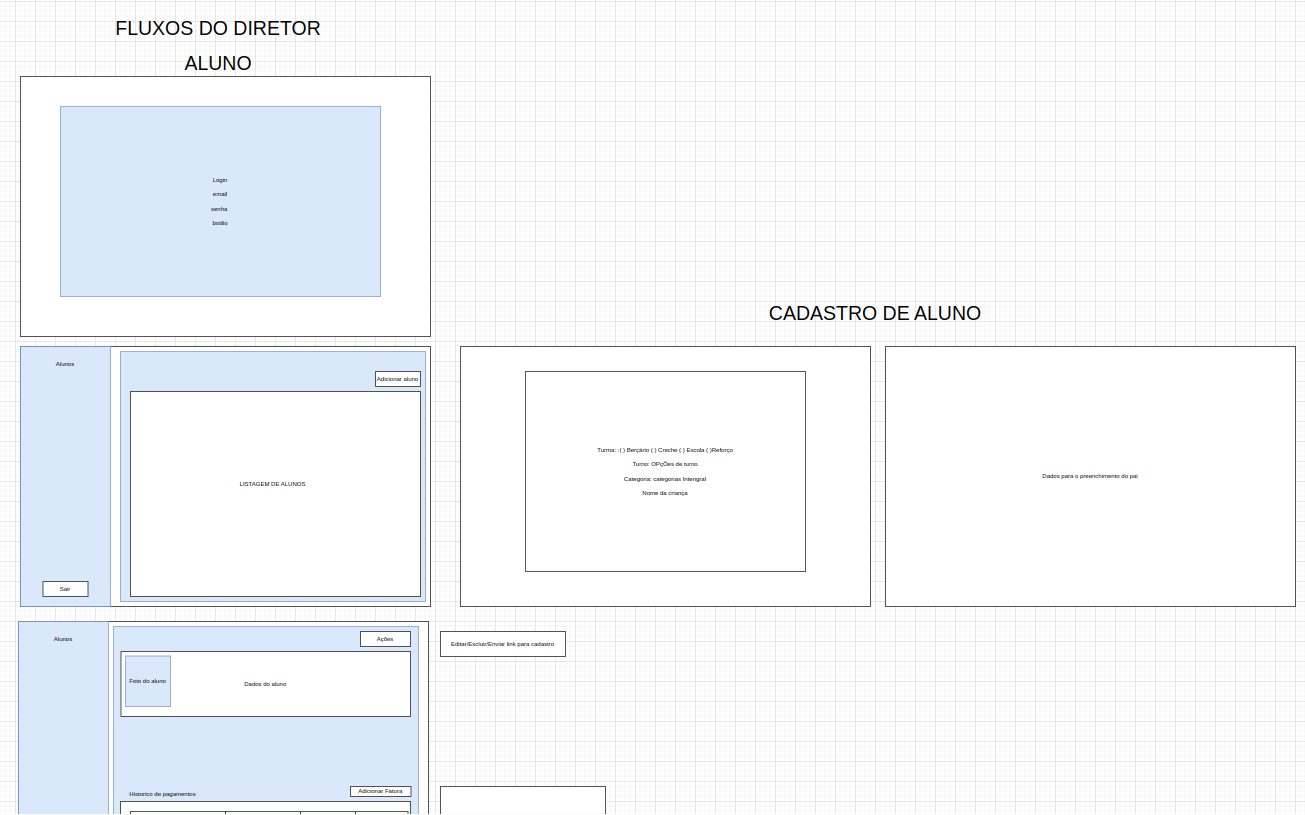 FLUXOS DO DIRETOR
ALUNO
Login
email
senha
botão
CADASTRO DE ALUNO
Alunos
Adicionar aluno
LISTAGEM DE ALUNOS
Sair
Turma: :( ) Berçário ( ) Creche ( ) Escola ( )Reforço
Turno: OPçÕes de turno
Categoria: categorias Intengral
Nome da criança
Dados para o preenchimento do pai
Alunos
Ações
Foto do aluno
Dados do aluno
Editar/Excluir/Enviar link para cadastro
Historico de pagamentos
Adicionar Fatura